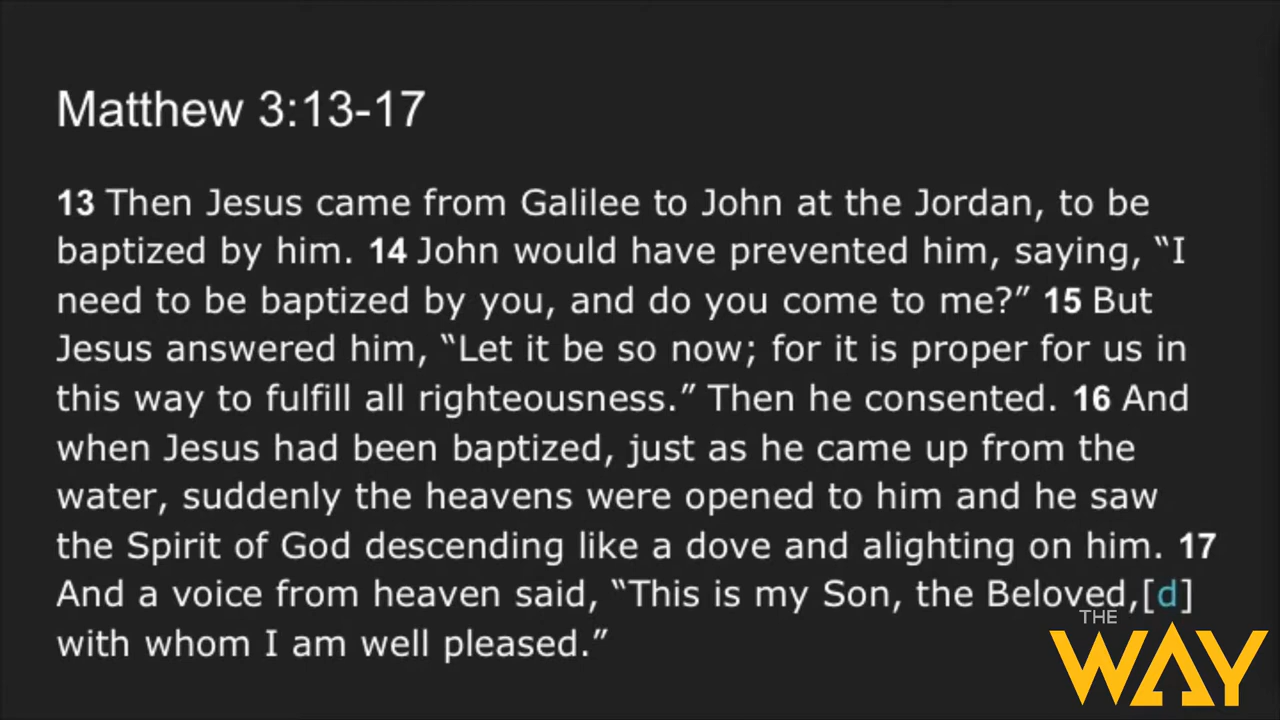 Matthew 3:13-17
13 Then Jesus came from Galilee to John at the Jordan, to be
baptized by him. 14 John would have prevented him, saying, “I
need to be baptized by you, and do you come to me?” 15 But
Jesus answered him, “Let it be so now; for it is proper for us in
this way to fulfill all righteousness.” Then he consented. 16 And
when Jesus had been baptized, just as he came up from the
water, suddenly the heavens were opened to him and he saw
the Spirit of God descending like a dove and alighting on him. 17
And a voice from heaven said, “This is my Son, the Beloved,[d]
with whom I am well pleased.”
THE
WAY